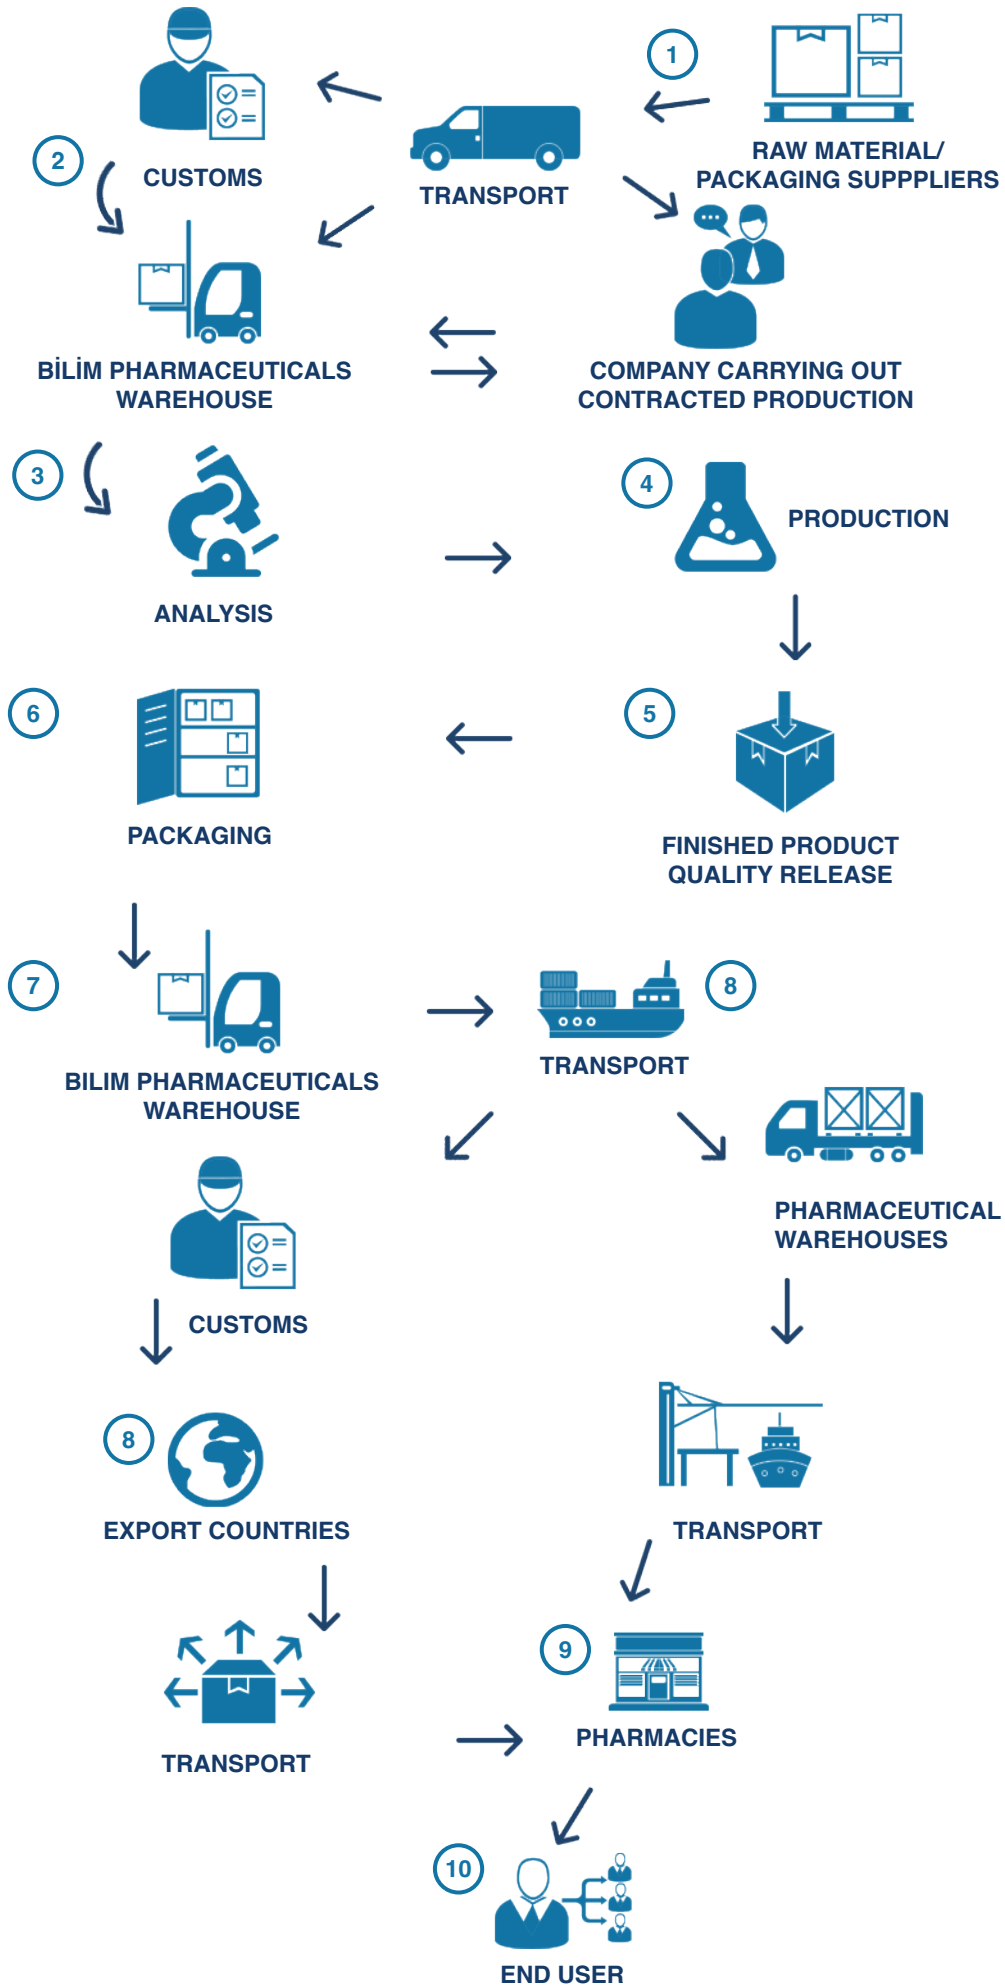 1
RAW MATERIAL/
PACKAGING SUPPPLIERS
TRANSPORT
CUSTOMS
2
BİLİM PHARMACEUTICALS
WAREHOUSE
COMPANY CARRYING OUT
CONTRACTED PRODUCTION
3
ANALYSIS
4
PRODUCTION
5
FINISHED PRODUCT
QUALITY RELEASE
6
PACKAGING
7
BILIM PHARMACEUTICALS
WAREHOUSE
8
TRANSPORT
PHARMACEUTICAL
WAREHOUSES
CUSTOMS
8
EXPORT COUNTRIES
TRANSPORT
TRANSPORT
9
PHARMACIES
10
END USER